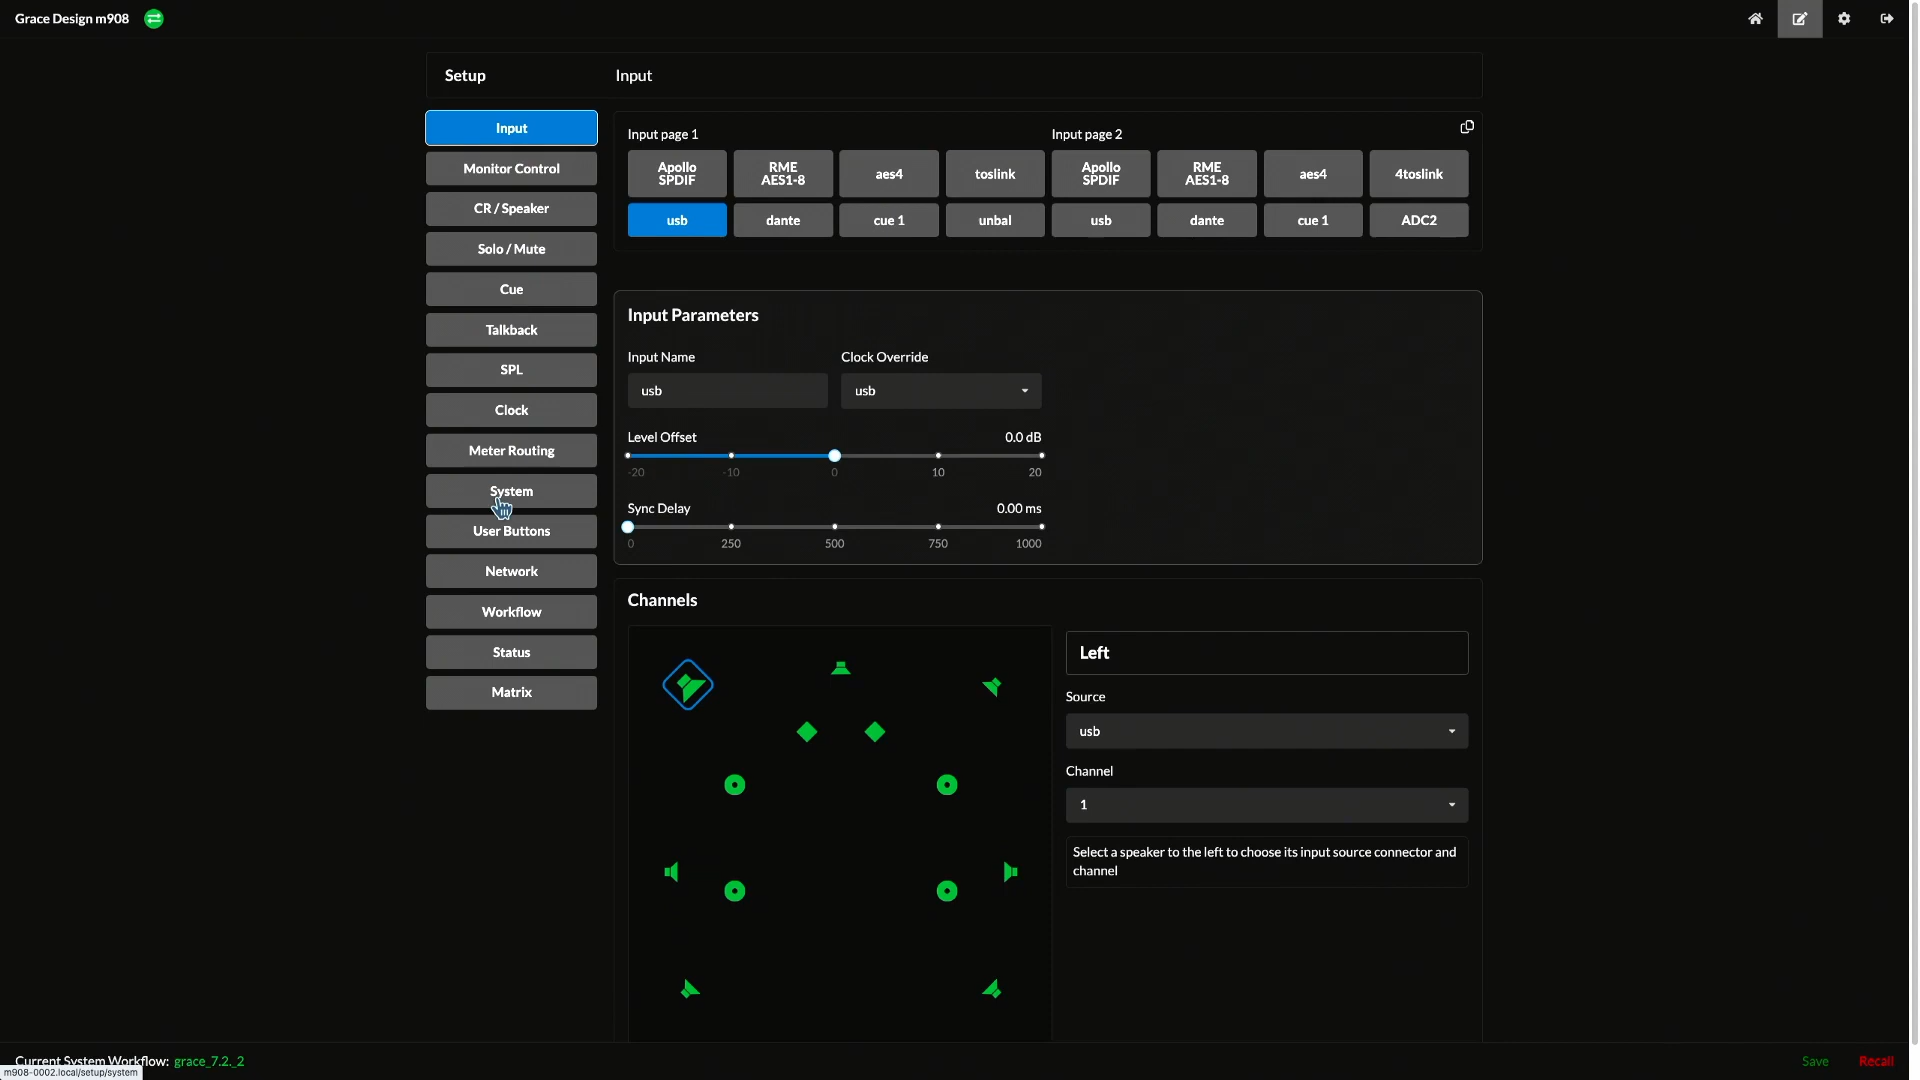 Grace Design m908
Setup
Input
Input
Monitor Control
CR / Speaker
Solo / Mute
Cue
Talkback
SPL
Clock
Meter Routing
System
User Buttons
Network
Workflow
Status
Matrix
Input page 1
Input page 2
Apollo
SPDIF
RME
AES1-8
aes4
toslink
Apollo
SPDIF
RME
AES1-8
aes4
4toslink
usb
dante
cue 1
unbal
usb
dante
cue 1
ADC2
Input Parameters
Input Name
Clock Override
usb
usb
Level Offset
0.0 dB
-20
-10
0
10
20
Sync Delay
0.00 ms
0
250
500
750
1000
Channels
Left
Source
usb
Channel
1
Select a speaker to the left to choose its input source connector and
channel
Current System Workflow: grace_7.2._2
Save
Recall
m908-0002.local/setup/system